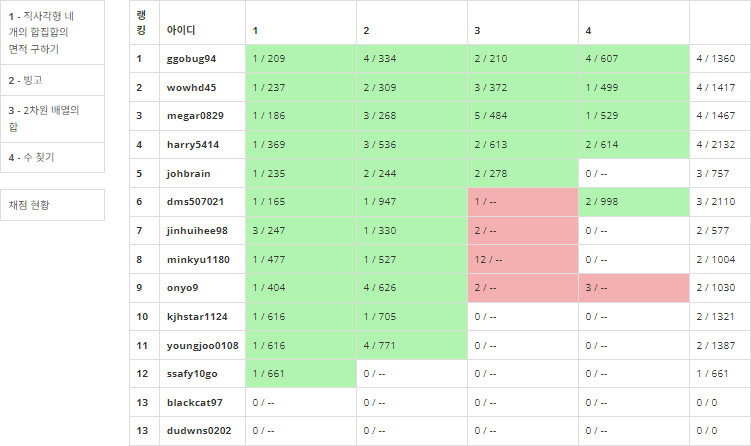 1 - 직사각형 네
개의 합집합의
면적 구하기
2 - 빙고
3 - 2차원 배열의
합
4 - 수 찾기
채점 현황
랭
킹 아이디 1 2 3 4
1 ggobug94 1 / 209 4 / 334 2 / 210 4 / 607 4 / 1360
2 wowhd45 1 / 237 2 / 309 3 / 372 1 / 499 4 / 1417
3 megar0829 1 / 186 3 / 268 5 / 484 1 / 529 4 / 1467
4 harry5414 1 / 369 3 / 536 2 / 613 2 / 614 4 / 2132
5 johbrain 1 / 235 2 / 244 2 / 278 0 / -- 3 / 757
6 dms507021 1 / 165 1 / 947 1 / -- 2 / 998 3 / 2110
7 jinhuihee98 3 / 247 1 / 330 2 / -- 0 / -- 2 / 577
8 minkyu1180 1 / 477 1 / 527 12 / -- 0 / -- 2 / 1004
9 onyo9 1 / 404 4 / 626 2 / -- 3 / -- 2 / 1030
10 kjhstar1124 1 / 616 1 / 705 0 / -- 0 / -- 2 / 1321
11 youngjoo0108 1 / 616 4 / 771 0 / -- 0 / -- 2 / 1387
12 ssafy10go 1 / 661 0 / -- 0 / -- 0 / -- 1 / 661
13 blackcat97 0 / -- 0 / -- 0 / -- 0 / -- 0 / 0
13 dudwns0202 0 / -- 0 / -- 0 / -- 0 / -- 0 / 0